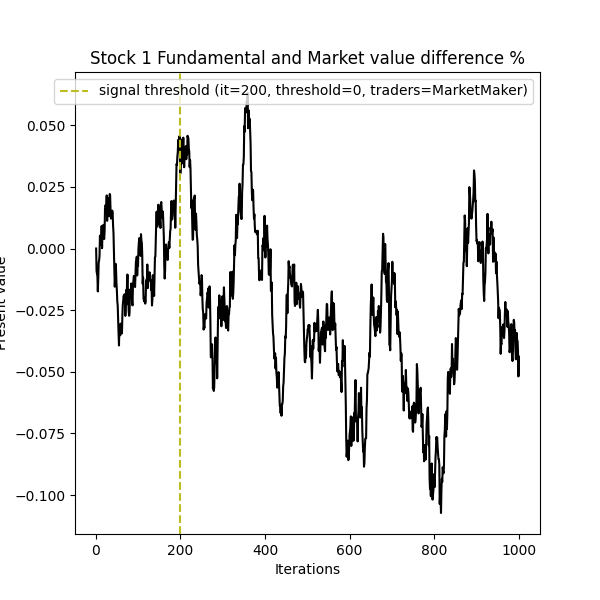 Stock 1 Fundamental and Market value difference %
signal threshold (it=200, threshold=0, traders=MarketMaker)
0.050
0.025
0.000
−0.025
−0.050
−0.075
−0.100
Present value
0 200 400 600 800 1000
Iterations